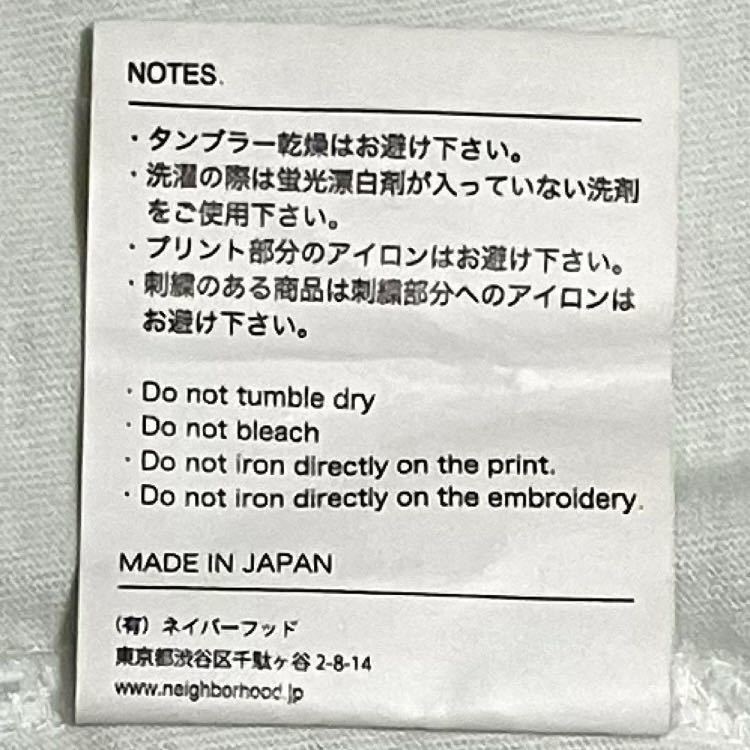 NOTES.
・タンブラー乾燥はお避け下さい。
・洗濯の際は蛍光漂白剤が入っていない洗剤
をご使用下さい。
・プリント部分のアイロンはお避け下さい。
・刺繍のある商品は刺繍部分へのアイロンは
お避け下さい。
・Do not tumble dry
・Do not bleach
・Do not iron directly on the print.
・Do not iron directly on the embroidery.
MADE IN JAPAN
(有) ネイバーフッド
東京都渋谷区千駄ヶ谷 2-8-14
www.neighborhood.jp